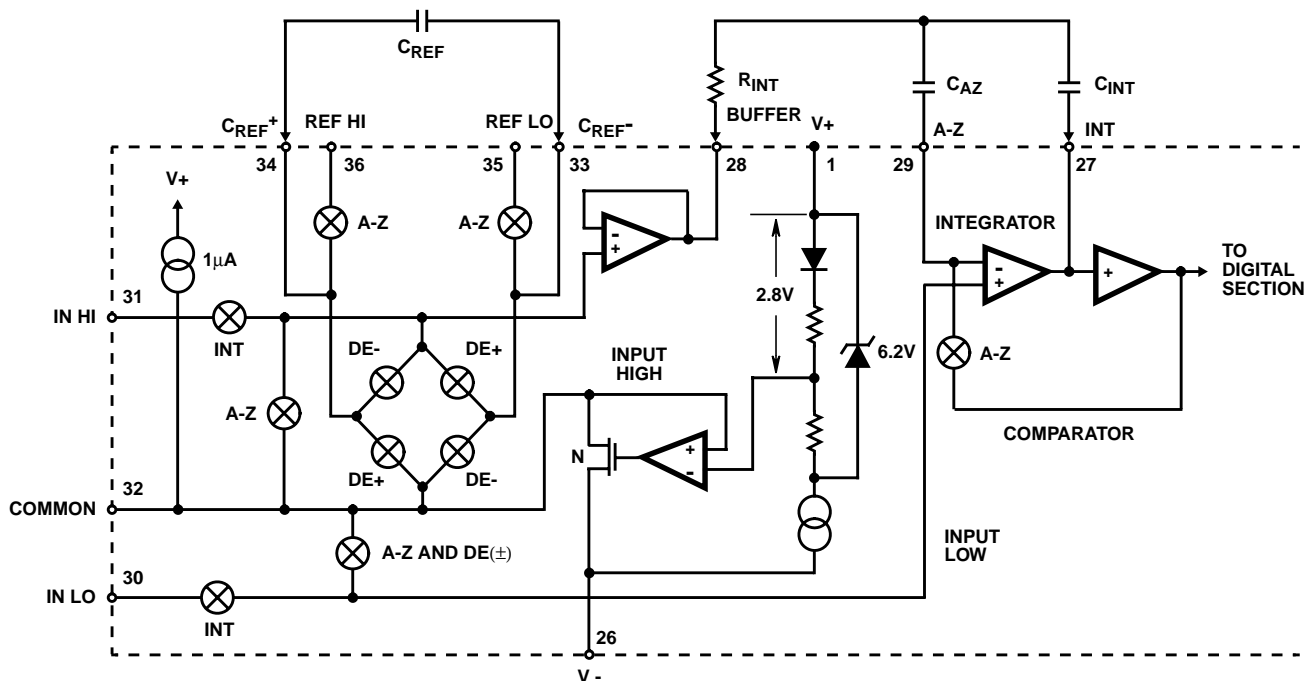 CREF
RINT
CAZ
CINT
CREF+
REF HI
REF LO
CREF-
BUFFER
V+
A-Z
INT
34
36
35
33
28
1
29
27
V+
A-Z
A-Z
INTEGRATOR
1µA
-
+
-
+
+
TO
DIGITAL
SECTION
2.8V
31
IN HI
INT
DE-
DE+
INPUT
HIGH
6.2V
A-Z
A-Z
COMPARATOR
N
+
-
DE+
DE-
32
COMMON
A-Z AND DE(±)
INPUT
LOW
30
IN LO
INT
26
V -